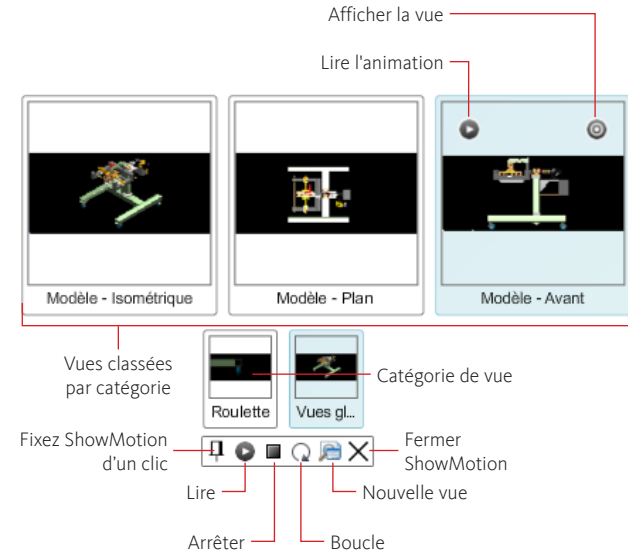 Afficher la vue
Lire l'animation
Modèle - Isométrique
Modèle - Plan
Modèle - Avant
Vues classées
par catégorie
Catégorie de vue
Roulette
Vues gl...
Fixez ShowMotion
d'un clic
Fermer
ShowMotion
Lire
Nouvelle vue
Arrêter
Boucle